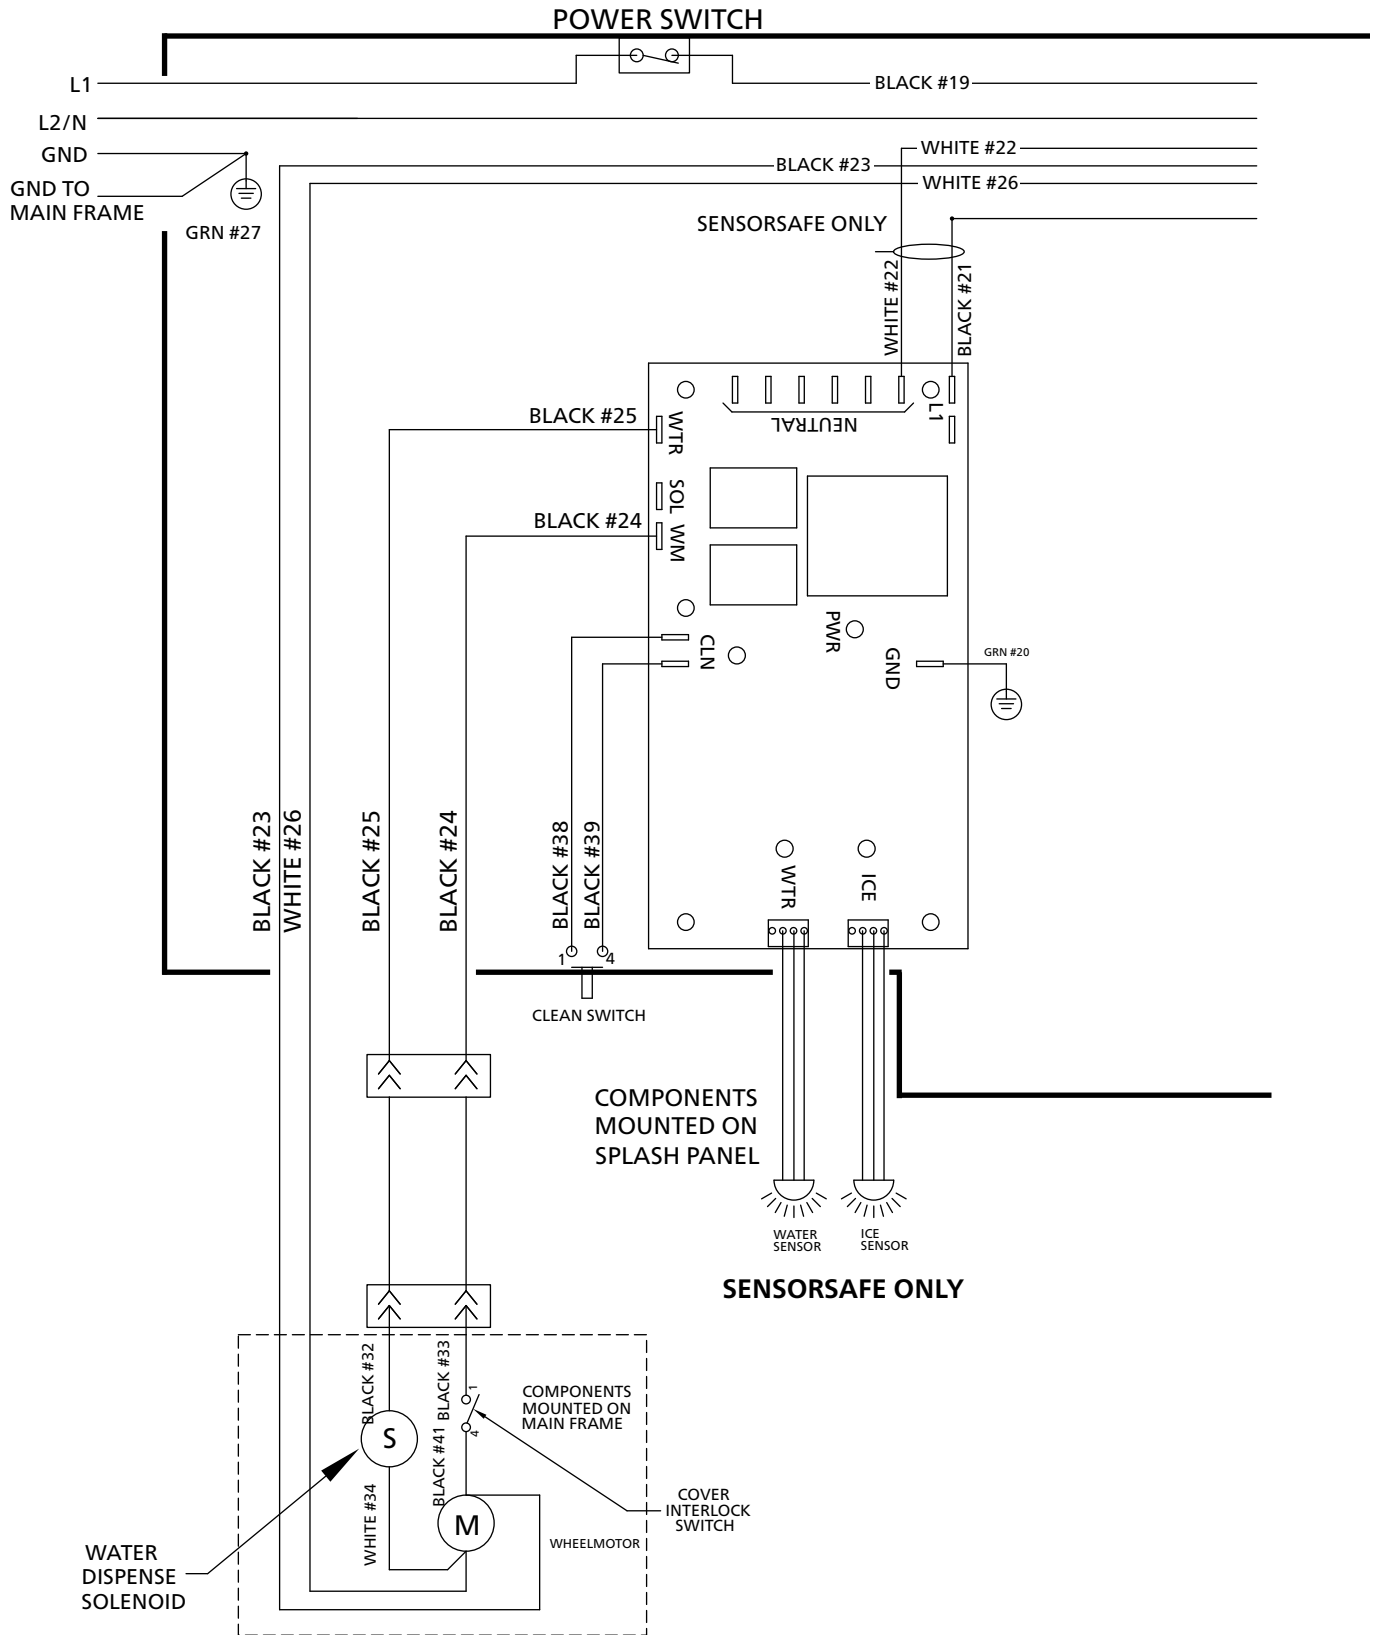 POWER SWITCH
L1
BLACK #19
L2/N
GND
WHITE #22
BLACK #23
GND TO
MAIN FRAME
WHITE #26
GRN #27
SENSORSAFE ONLY
WHITE #22
BLACK #21
BLACK #25
WTR
NEUTRAL
L1
SOL
BLACK #24
WM
PWR
CLN
GND
GRN #20
BLACK #23
WHITE #26
BLACK #25
BLACK #24
BLACK #38
BLACK #39
WTR
ICE
1
4
CLEAN SWITCH
COMPONENTS
MOUNTED ON
SPLASH PANEL
WATER
SENSOR
ICE
SENSOR
SENSORSAFE ONLY
BLACK #32
BLACK #33
1
COMPONENTS
MOUNTED ON
MAIN FRAME
4
S
BLACK #41
WHITE #34
COVER
INTERLOCK
SWITCH
M
WHEELMOTOR
WATER
DISPENSE
SOLENOID